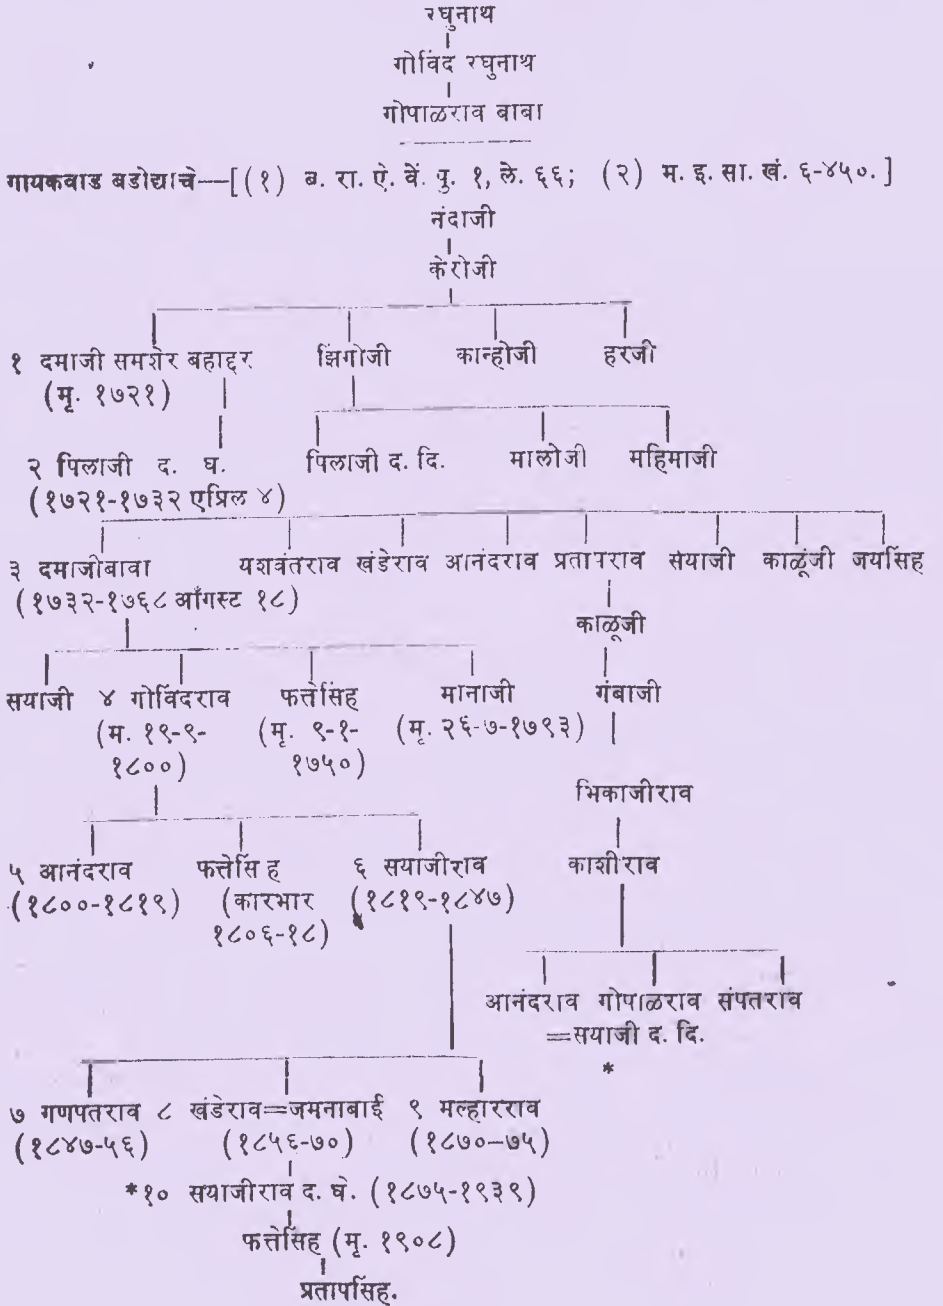 रघुनाथ
गोविंद रघुनाथ
गोपाळराव बाबा
गायकवाड बडोद्याचे—[(१) ब. रा. ऐ. वें. पु. १, ले. ६६; (२) म. इ. सा. खं. ६-४५०.]
नंदाजी
केरोजी
१ दमाजी समशेर बहाद्दर झिंगोजी कान्होजी हरजी
(मृ. १७२१)
२ पिलाजी द. घ. पिलाजी द. दि. मालोजी महिमाजी
(१७२१-१७३२ एप्रिल ४)
३ दमाजीबावा यशवंतराव खंडेराव आनंदराव प्रतापराव सयाजी काळूंजी जयसिंह
(१७३२-१७६८ ऑगस्ट १८)
काळूजी
सयाजी ४ गोविंदराव फत्तेसिंह मानाजी गंबाजी
(म. १९-९- (मृ. ९-१- (मृ. २६-७-१७९३)
१८००) १७५०)
भिकाजीराव
५ आनंदराव फत्तेसिंह ६ सयाजीराव काशीराव
(१८००-१८१९) (कारभार (१८१९-१८४७)
१८०६-१८)
आनंदराव गोपाळराव संपतराव
=सयाजी द. दि.
*
७ गणपतराव ८ खंडेराव=जमनाबाई ९ मल्हारराव
(१८४७-५६) (१८५६-७०) (१८७०-७५)
*१० सयाजीराव द. घे. (१८७५-१९३९)
फत्तेसिंह (मृ. १९०८)
प्रतापसिंह.